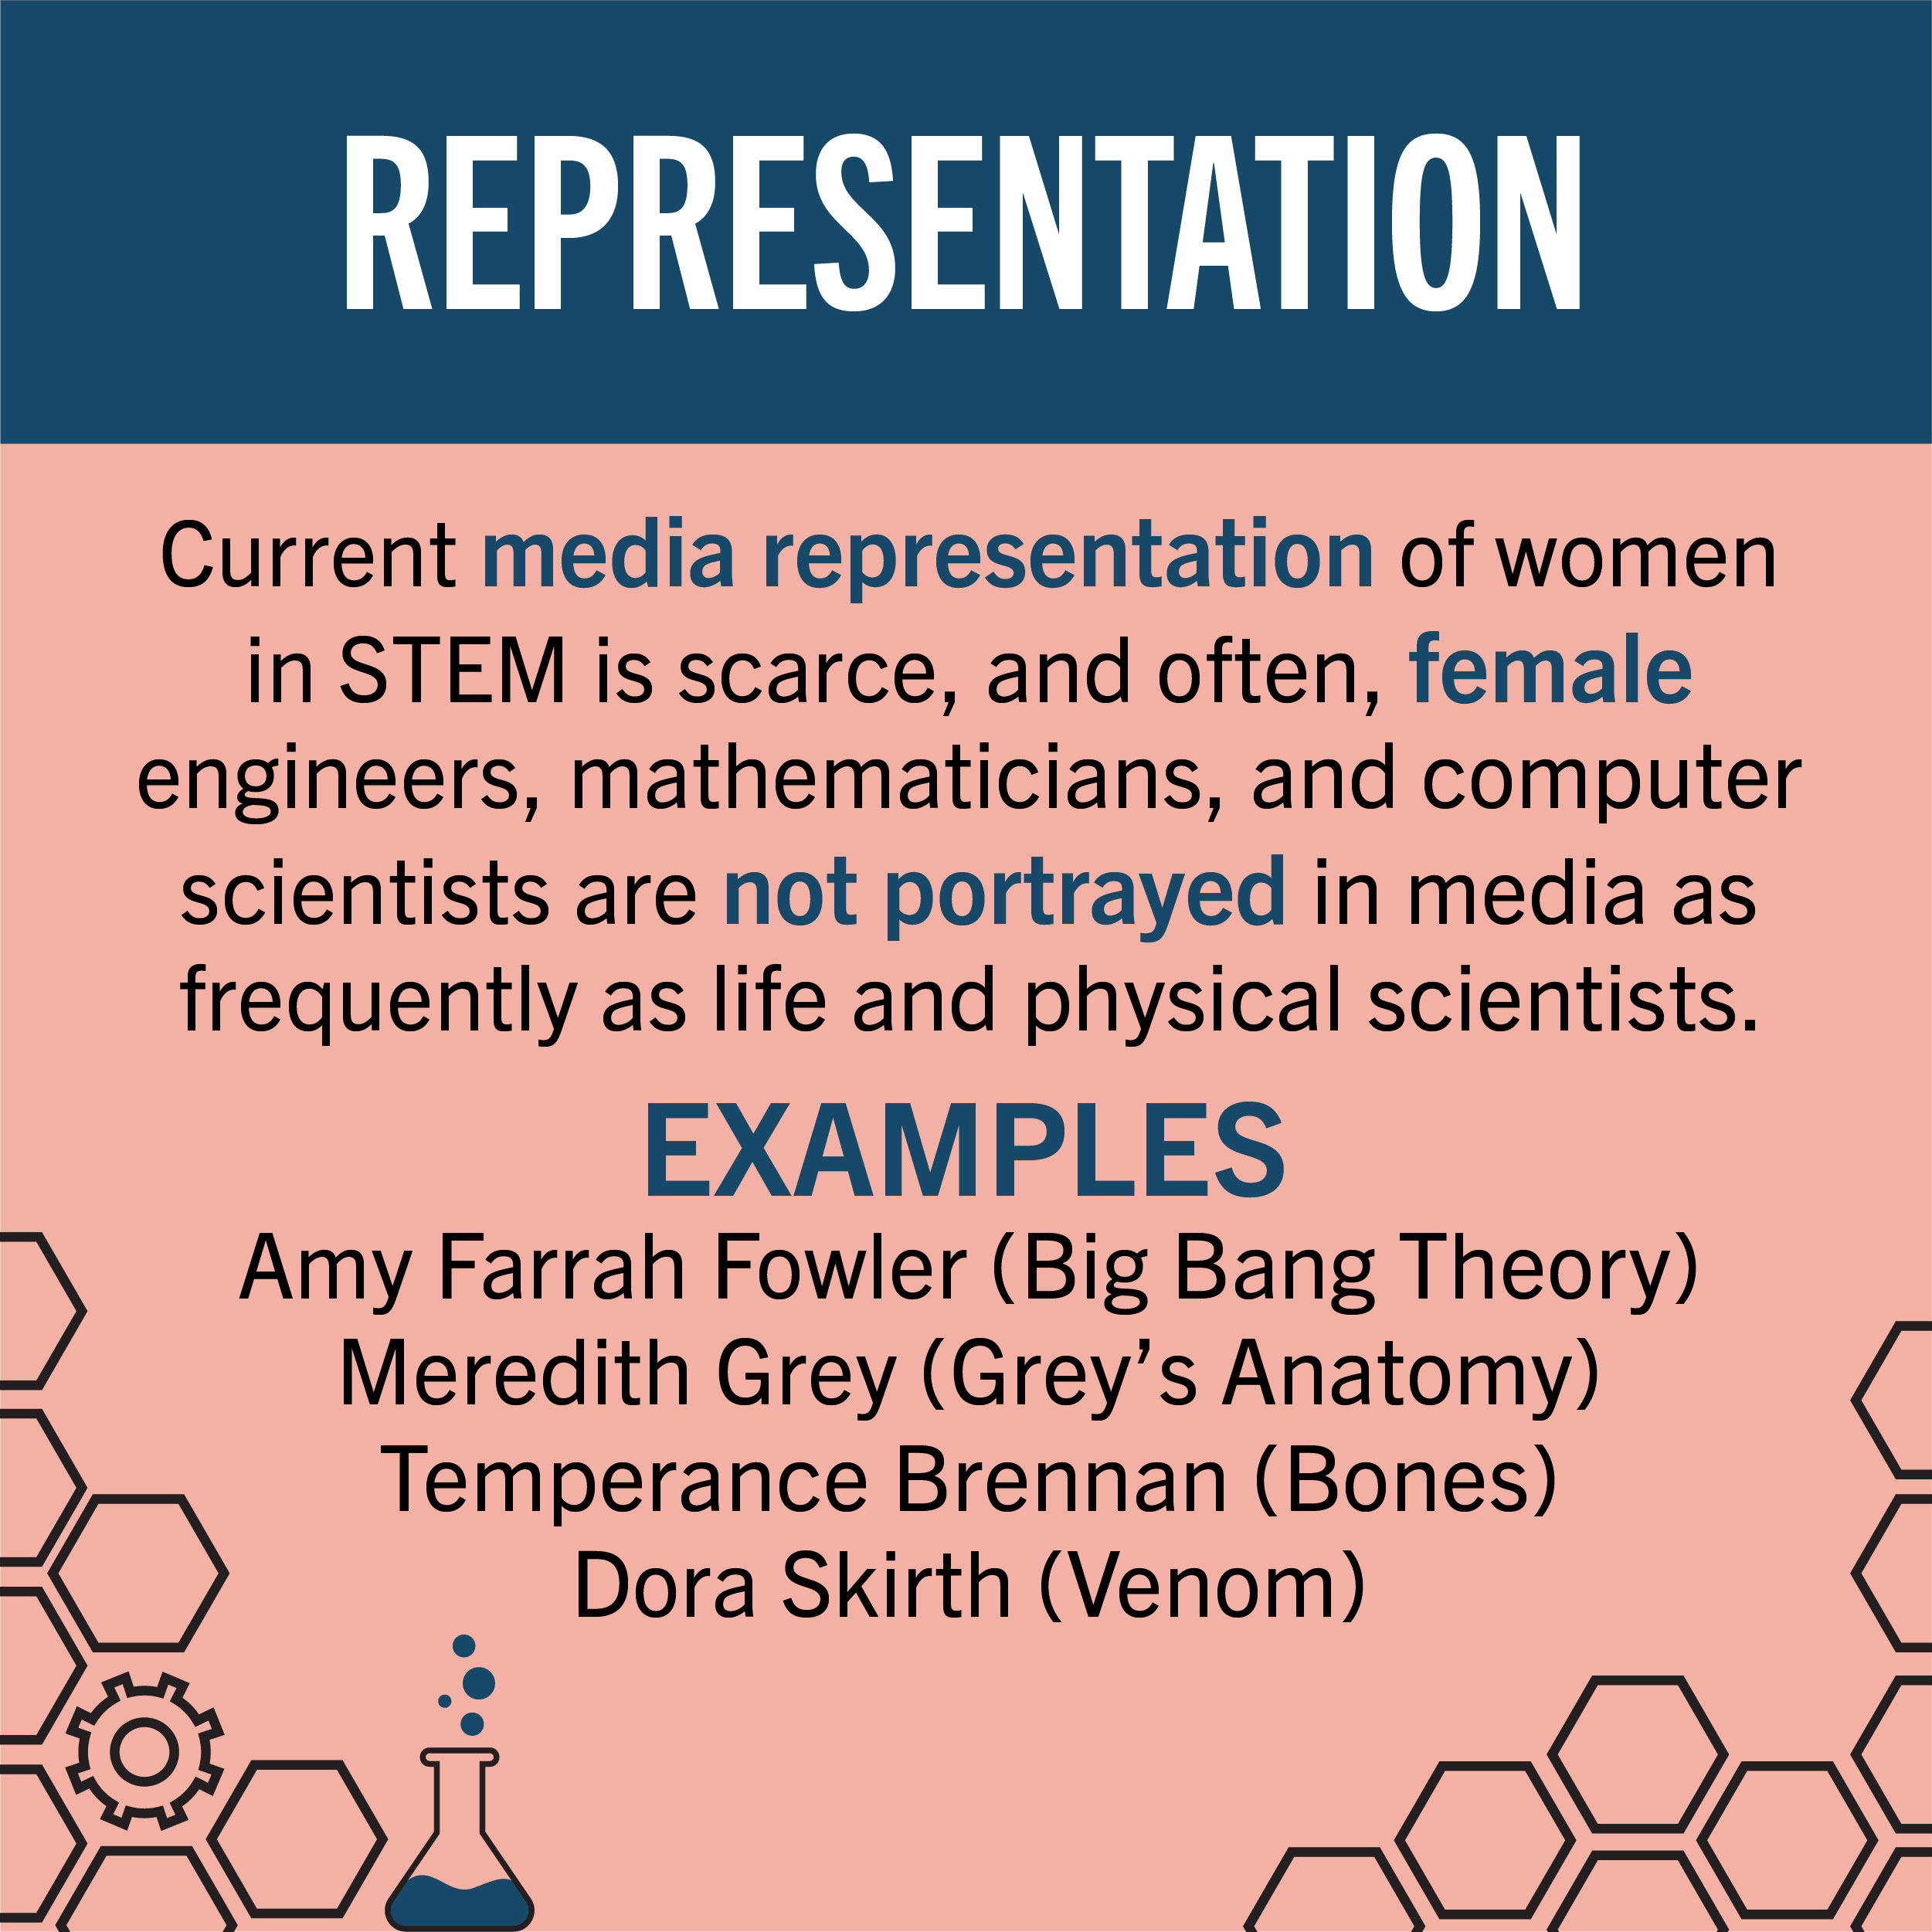 REPRESENTATION
Current media representation of women
in STEM is scarce, and often, female
engineers, mathematicians, and computer
scientists are not portrayed in media as
frequently as life and physical scientists.
EXAMPLES
Amy Farrah Fowler (Big Bang Theory)
Meredith Grey (Grey’s Anatomy)
Temperance Brennan (Bones)
Dora Skirth (Venom)